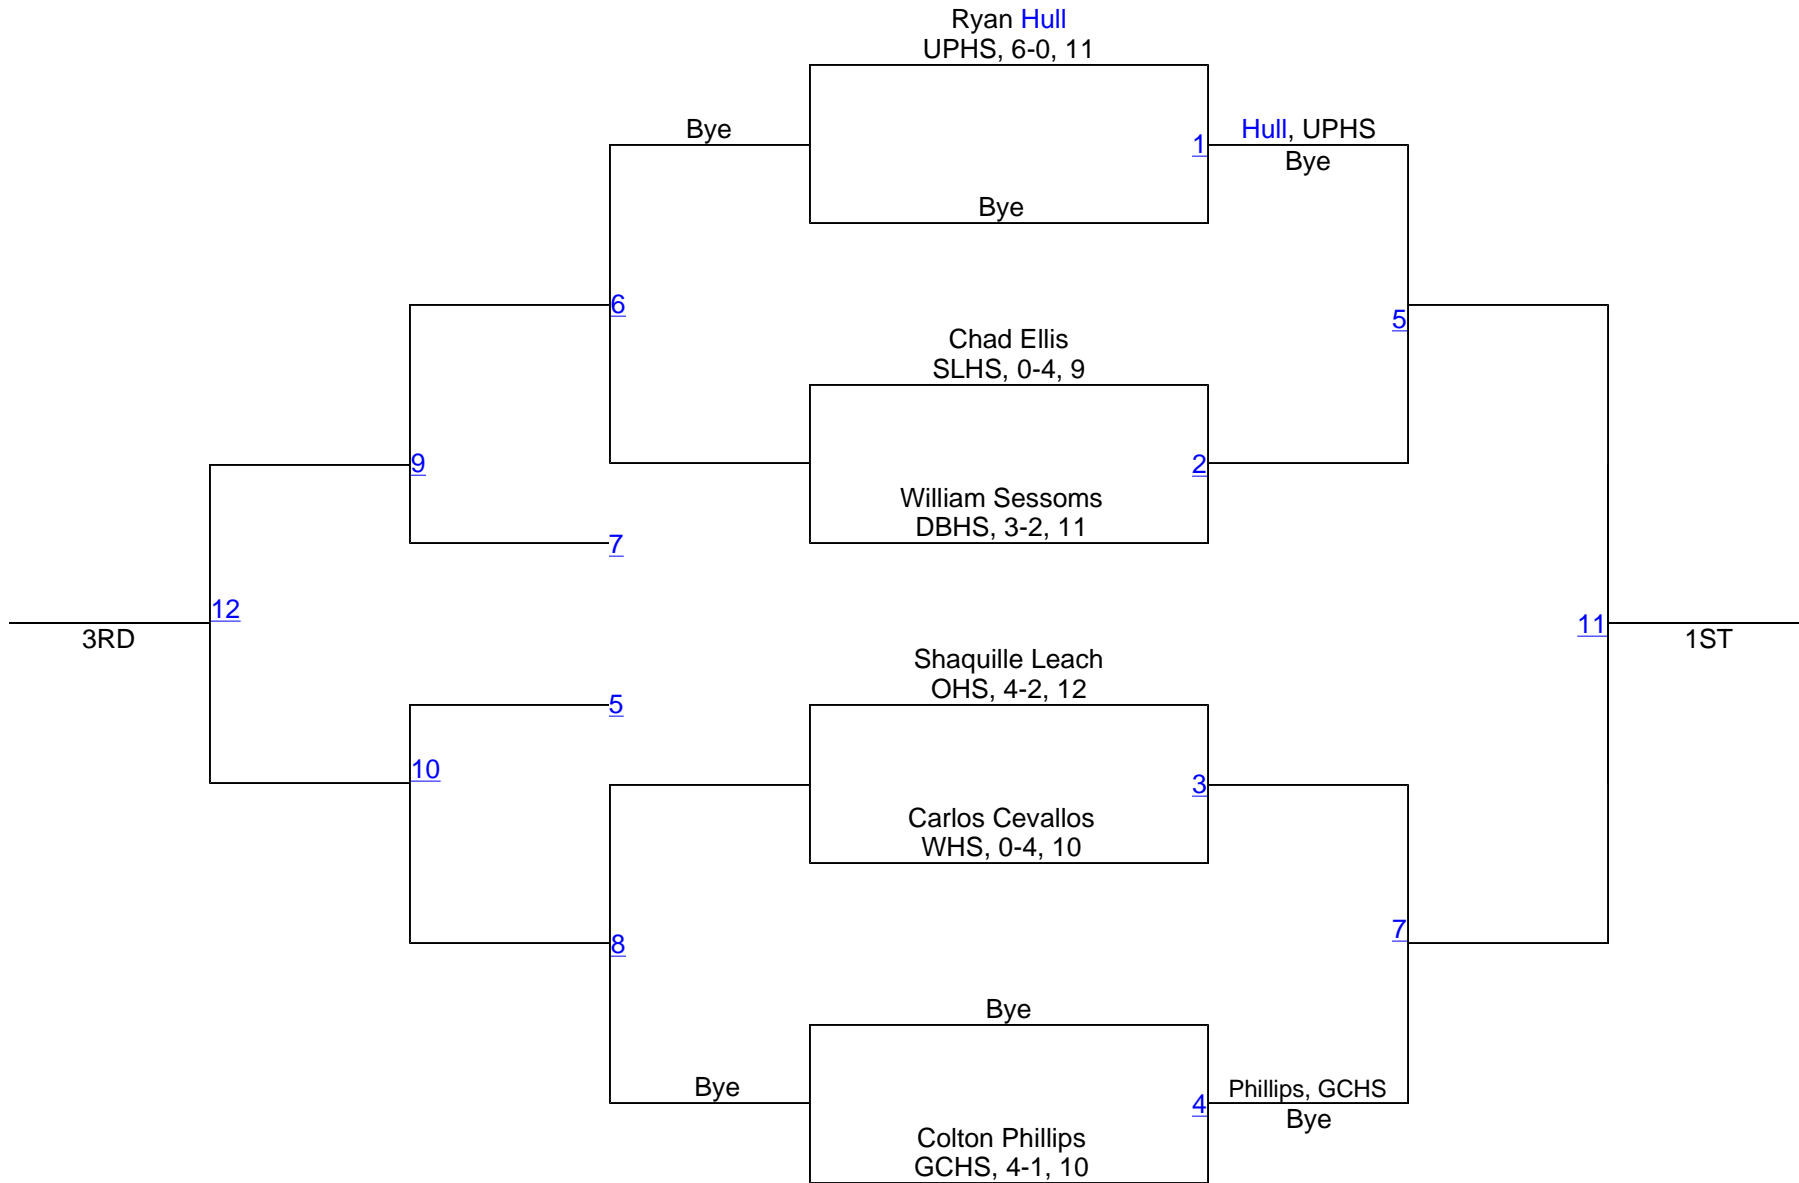 Ryan Hull
UPHS, 6-0, 11
Bye
1
Hull, UPHS
Bye
Bye
6
5
Chad Ellis
SLHS, 0-4, 9
9
2
William Sessoms
DBHS, 3-2, 11
7
12
3RD
11
1ST
Shaquille Leach
OHS, 4-2, 12
5
10
3
Carlos Cevallos
WHS, 0-4, 10
8
7
Bye
Bye
4
Phillips, GCHS
Bye
Colton Phillips
GCHS, 4-1, 10